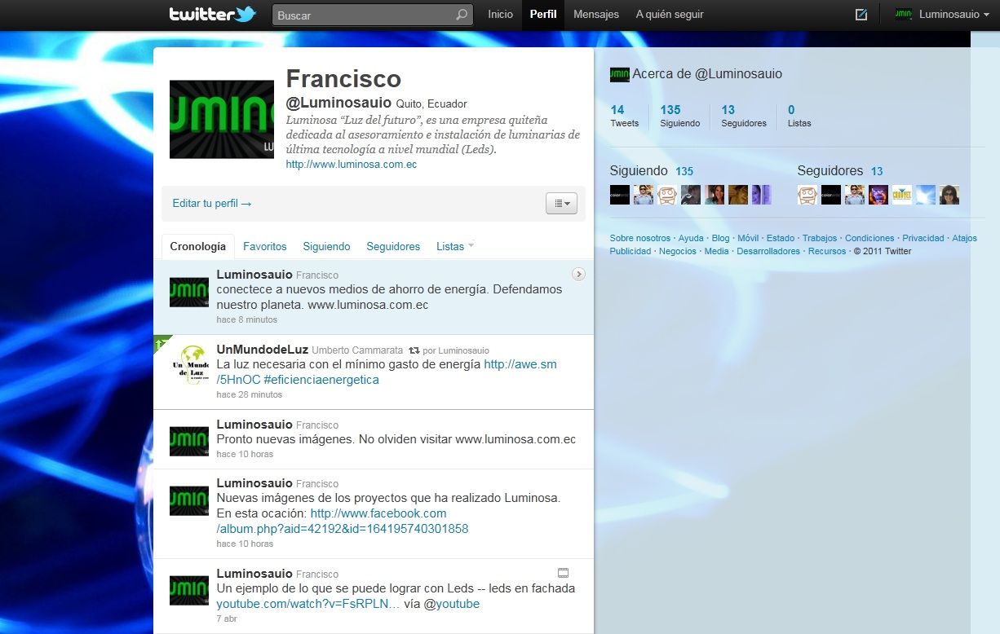 twitter
Buscar
Inicio
Perfil
Mensajes
A quién seguir
Luminosauio
UMIN
LU
Francisco
@Luminosauio Quito, Ecuador
Luminosa “Luz del futuro”, es una empresa quiteña
dedicada al asesoramiento e instalación de luminarias de
última tecnología a nivel mundial (Leds).
http://www.luminosa.com.ec
Editar tu perfil →
Cronología Favoritos Siguiendo Seguidores Listas
Luminosauio Francisco
conectece a nuevos medios de ahorro de energía. Defendamos
nuestro planeta. www.luminosa.com.ec
hace 8 minutos
UnMundodeLuz Umberto Cammarata por Luminosauio
La luz necesaria con el mínimo gasto de energía http://awe.sm
/5HnOC #eficienciaenergetica
hace 28 minutos
Un Mundo
de Luz
Luminosauio Francisco
Pronto nuevas imágenes. No olviden visitar www.luminosa.com.ec
hace 10 horas
Luminosauio Francisco
Nuevas imágenes de los proyectos que ha realizado Luminosa.
En esta ocación: http://www.facebook.com
/album.php?aid=42192&id=164195740301858
hace 10 horas
Luminosauio Francisco
Un ejemplo de lo que se puede lograr con Leds -- leds en fachada
youtube.com/watch?v=FsRPLN… vía @youtube
7 abr
Acerca de @Luminosauio
14 135 13 0
Tweets Siguiendo Seguidores Listas
Siguiendo 135
Seguidores 13
Sobre nosotros · Ayuda · Blog · Móvil · Estado · Trabajos · Condiciones · Privacidad · Atajos
Publicidad · Negocios · Media · Desarrolladores · Recursos · © 2011 Twitter